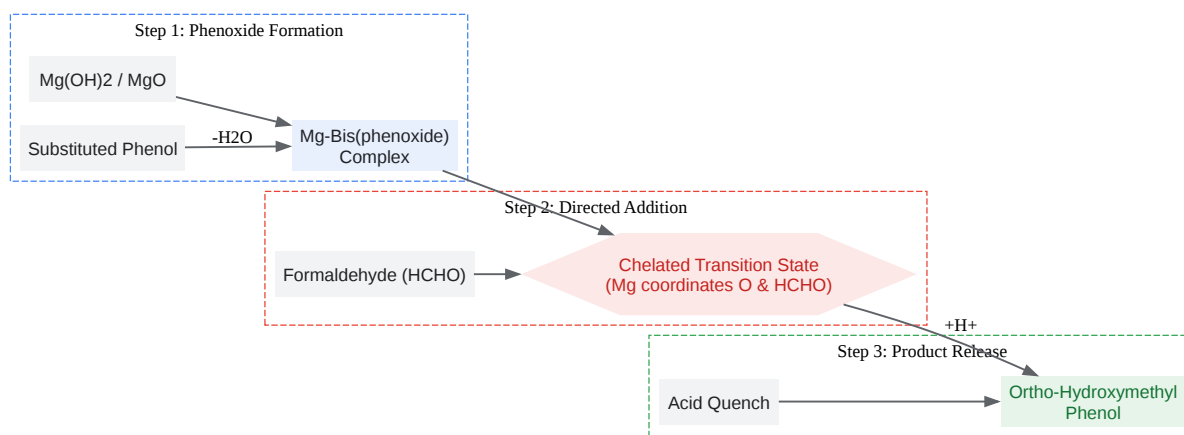 Step 1: Phenoxide Formation
Mg(OH)2 / MgO
Substituted Phenol
-H2O
Mg-Bis(phenoxide)
Complex
Step 2: Directed Addition
Formaldehyde (HCHO)
Chelated Transition State
(Mg coordinates O & HCHO)
+H+
Step 3: Product Release
Acid Quench
Ortho-Hydroxymethyl
Phenol